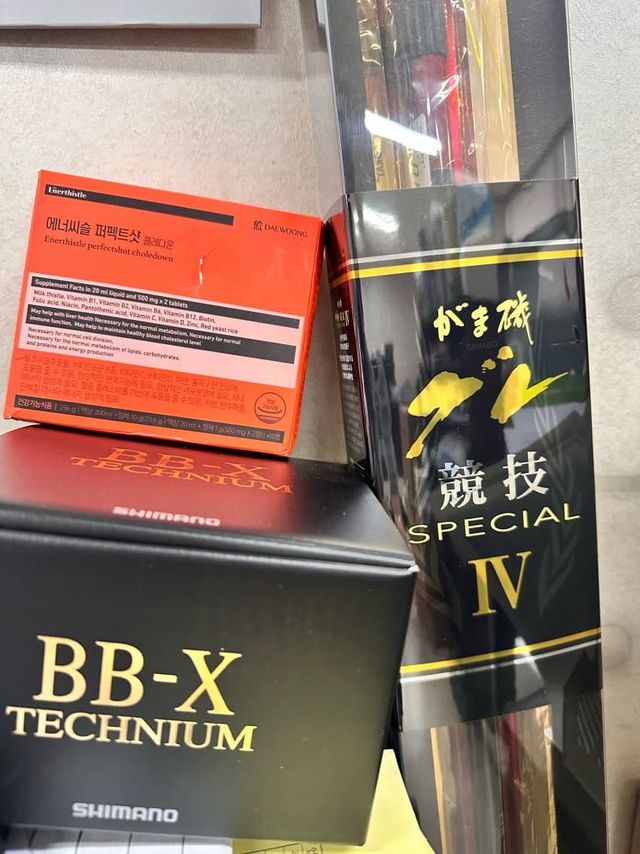 Enerthistle
에너씨슬 퍼펙트샷 콜레다운
Enerthistle perfectshot choledown
DAEWOONG
Supplement Facts in 20 ml liquid and 500 mg x 2 tablets
Milk thistle, Vitamin B1, Vitamin B2, Vitamin B6, Vitamin B12, Biotin,
Folic acid, Niacin, Pantothenic acid, Vitamin C, Vitamin D, Zinc, Red yeast rice
May help with liver health Necessary for the normal metabolism, Necessary for normal
immune function, May help to maintain healthy blood cholesterol level
Necessary for normal cell division,
Necessary for the normal metabolism of lipids, carbohydrates,
and proteins and energy production
건강기능식품
BB-X
TECHNIUM
SHIMANO
BB-X
TECHNIUM
SHIMANO
がま磯
GAMAISO
グレ
競技
SPECIAL
IV